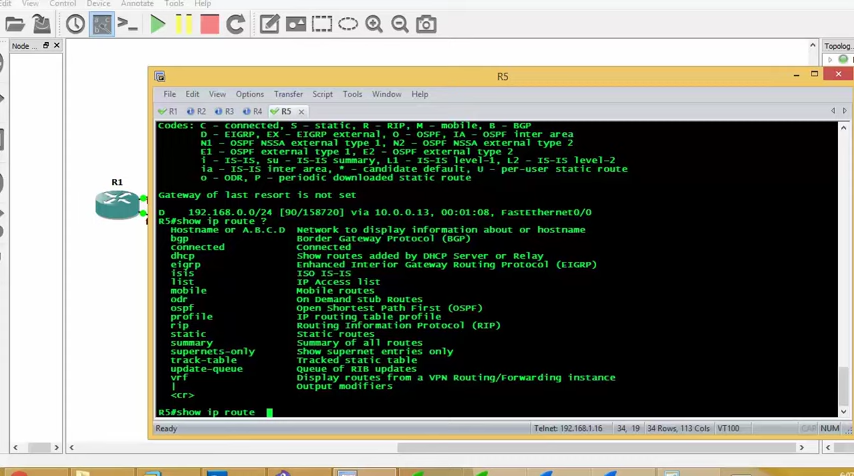 it View Control Device Annotate Tools Help
Node ...
Topolog...
R5
File Edit View Options Transfer Script Tools Window Help
R1 R2 R3 R4 R5
Codes: C - connected, S - static, R - RIP, M - mobile, B - BGP
D - EIGRP, EX - EIGRP external, O - OSPF, IA - OSPF inter area
N1 - OSPF NSSA external type 1, N2 - OSPF NSSA external type 2
E1 - OSPF external type 1, E2 - OSPF external type 2
i - IS-IS, su - IS-IS summary, L1 - IS-IS level-1, L2 - IS-IS level-2
ia - IS-IS inter area, * - candidate default, U - per-user static route
o - ODR, P - periodic downloaded static route
R1
Gateway of last resort is not set
D 192.168.0.0/24 [90/158720] via 10.0.0.13, 00:01:08, FastEthernet0/0
R5#show ip route ?
Hostname or A.B.C.D Network to display information about or hostname
bgp Border Gateway Protocol (BGP)
connected Connected
dhcp Show routes added by DHCP Server or Relay
eigrp Enhanced Interior Gateway Routing Protocol (EIGRP)
isis ISO IS-IS
list IP Access list
mobile Mobile routes
odr On Demand stub Routes
ospf Open Shortest Path First (OSPF)
profile IP routing table profile
rip Routing Information Protocol (RIP)
static Static routes
summary Summary of all routes
supernets-only Show supernet entries only
track-table Tracked static table
update-queue Queue of RIB updates
vrf Display routes from a VPN Routing/Forwarding instance
| Output modifiers
<cr>
R5#show ip route
Ready Telnet: 192.168.1.16 34, 19 34 Rows, 113 Cols VT100 CAP NUM